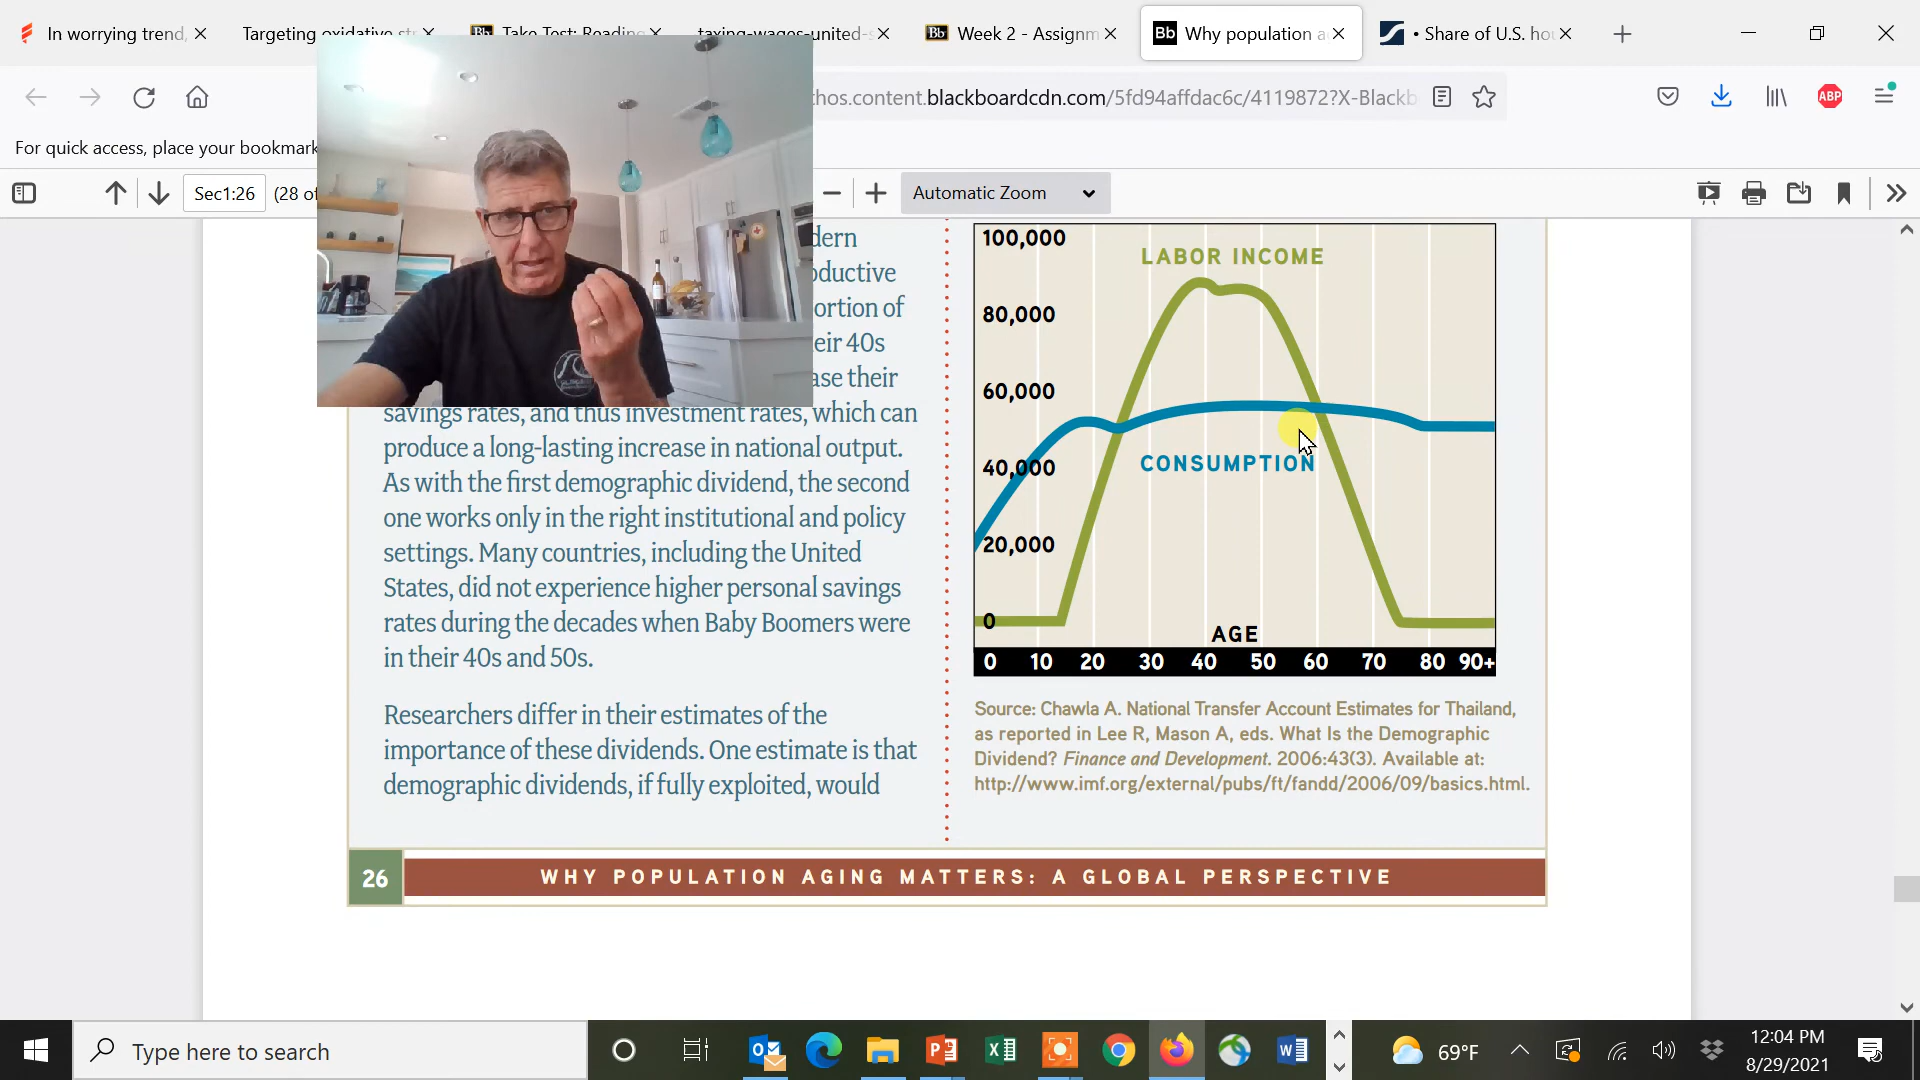 In worrying trend,
Targeting oxidative str
Take Test: Reading
taxing-wages-united-s
Week 2 - Assignm
Why population a
• Share of U.S. hou
thos.content.blackboardcdn.com/5fd94affdac6c/4119872?X-Blackb
For quick access, place your bookmark
Sec1:26
(28 of
Automatic Zoom
dern
oductive
ortion of
eir 40s
ase their
savings rates, and thus investment rates, which can
produce a long-lasting increase in national output.
As with the first demographic dividend, the second
one works only in the right institutional and policy
settings. Many countries, including the United
States, did not experience higher personal savings
rates during the decades when Baby Boomers were
in their 40s and 50s.
Researchers differ in their estimates of the
importance of these dividends. One estimate is that
demographic dividends, if fully exploited, would
100,000
LABOR INCOME
80,000
60,000
40,000
CONSUMPTION
20,000
0
AGE
0 10 20 30 40 50 60 70 80 90+
Source: Chawla A. National Transfer Account Estimates for Thailand,
as reported in Lee R, Mason A, eds. What Is the Demographic
Dividend? Finance and Development. 2006:43(3). Available at:
http://www.imf.org/external/pubs/ft/fandd/2006/09/basics.html.
26
WHY POPULATION AGING MATTERS: A GLOBAL PERSPECTIVE
Type here to search
69°F
12:04 PM
8/29/2021